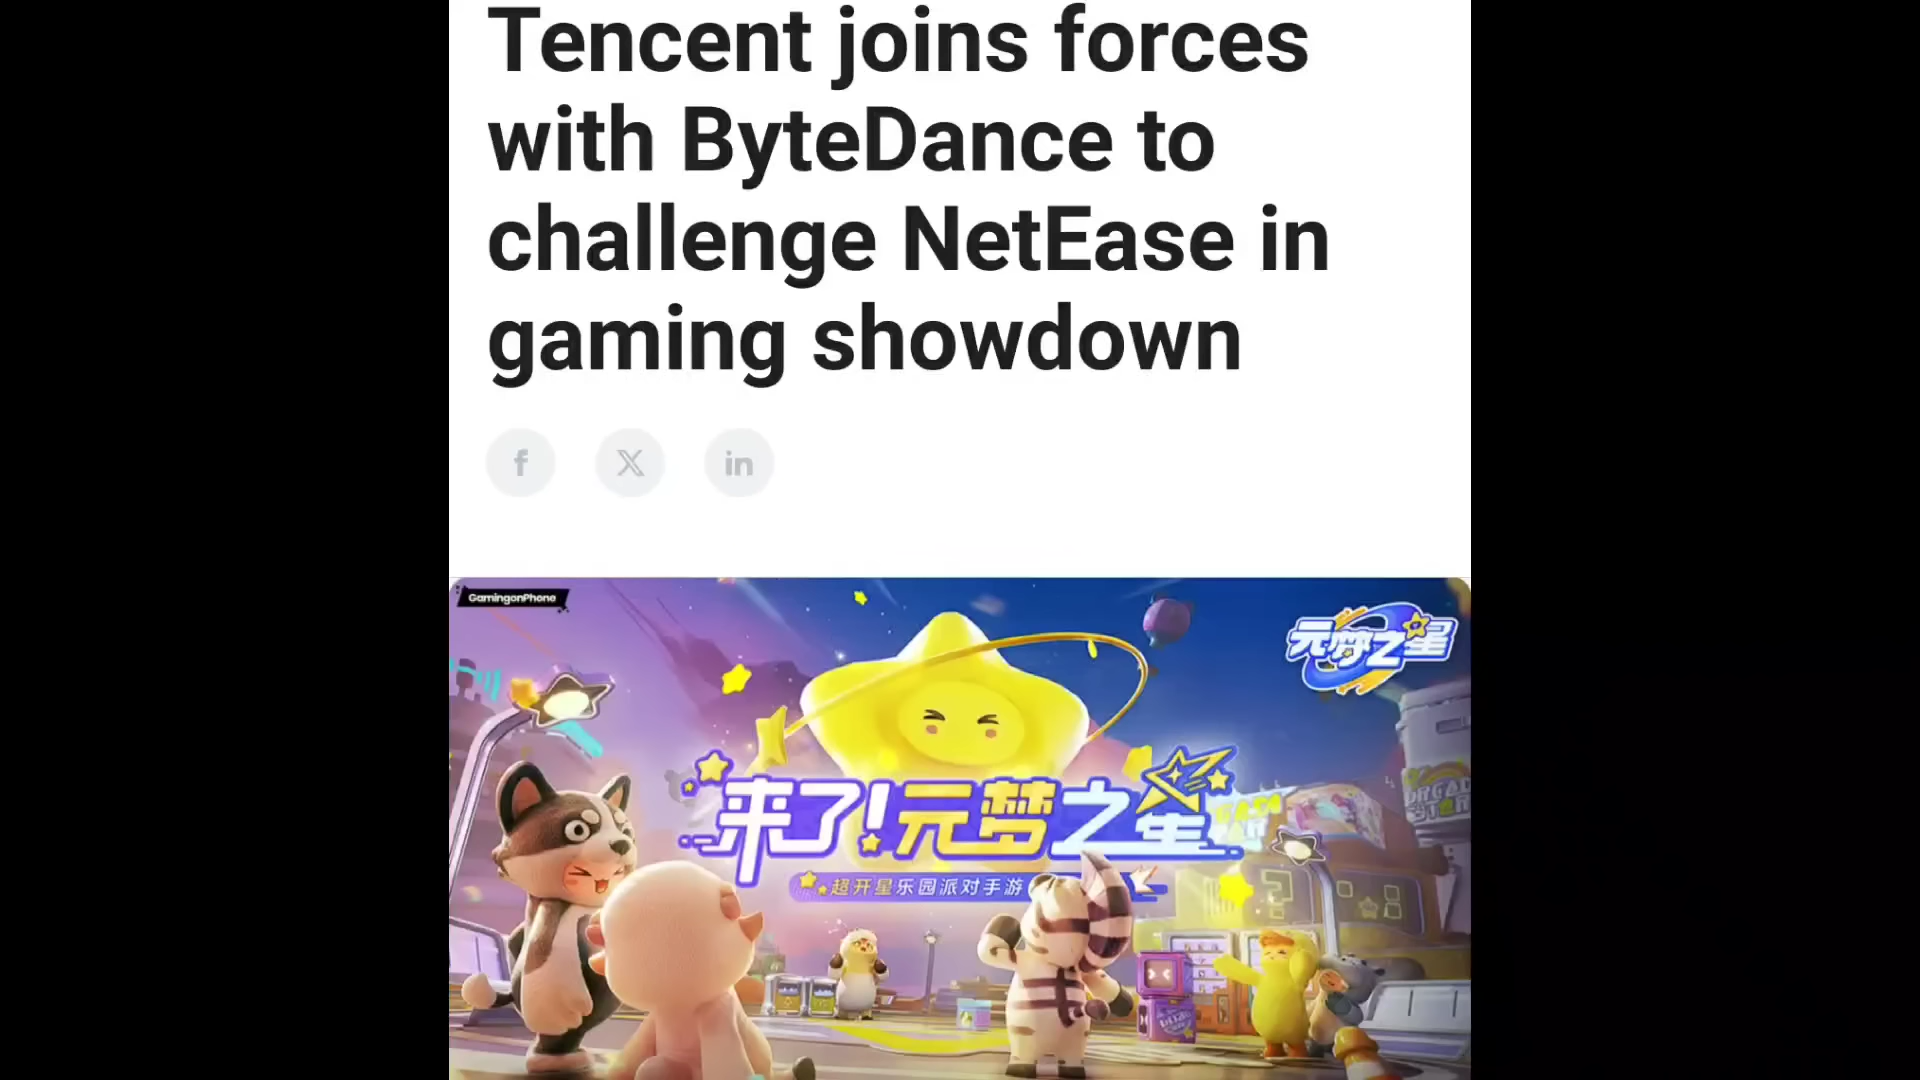 Tencent joins forces
with ByteDance to
challenge NetEase in
gaming showdown
f X in
GamingonPhone
元梦之星
来了!元梦之星
超开星乐园派对手游